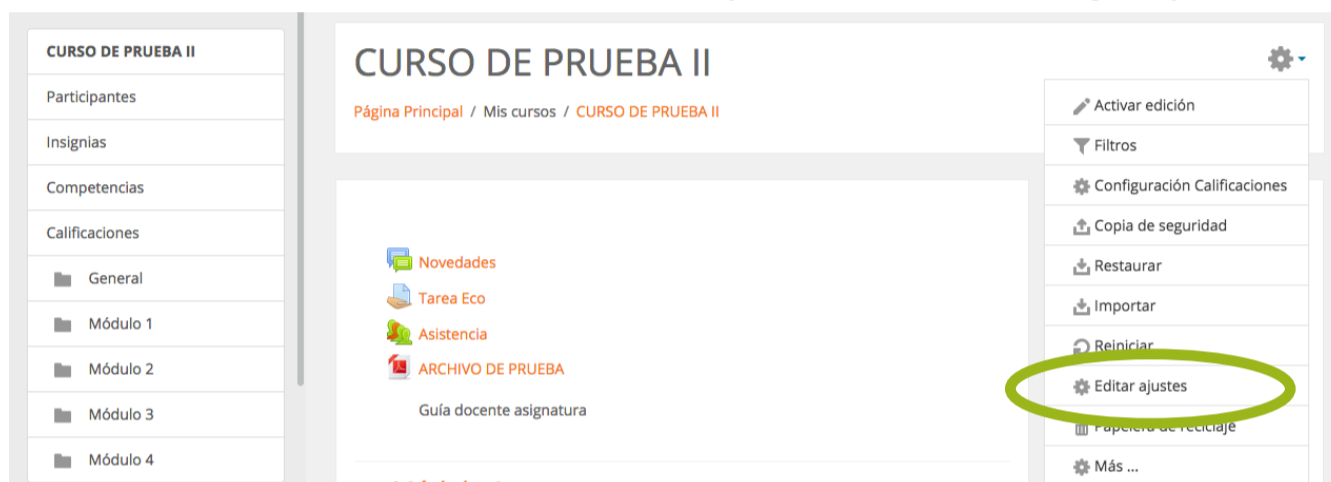 CURSO DE PRUEBA II
Participantes
Insignias
Competencias
Calificaciones
General
Módulo 1
Módulo 2
Módulo 3
Módulo 4
CURSO DE PRUEBA II
Página Principal / Mis cursos / CURSO DE PRUEBA II
Novedades
Tarea Eco
Asistencia
ARCHIVO DE PRUEBA
Guía docente asignatura
Activar edición
Filtros
Configuración Calificaciones
Copia de seguridad
Restaurar
Importar
Reiniciar
Editar ajustes
Papelera de reciclaje
Más ...